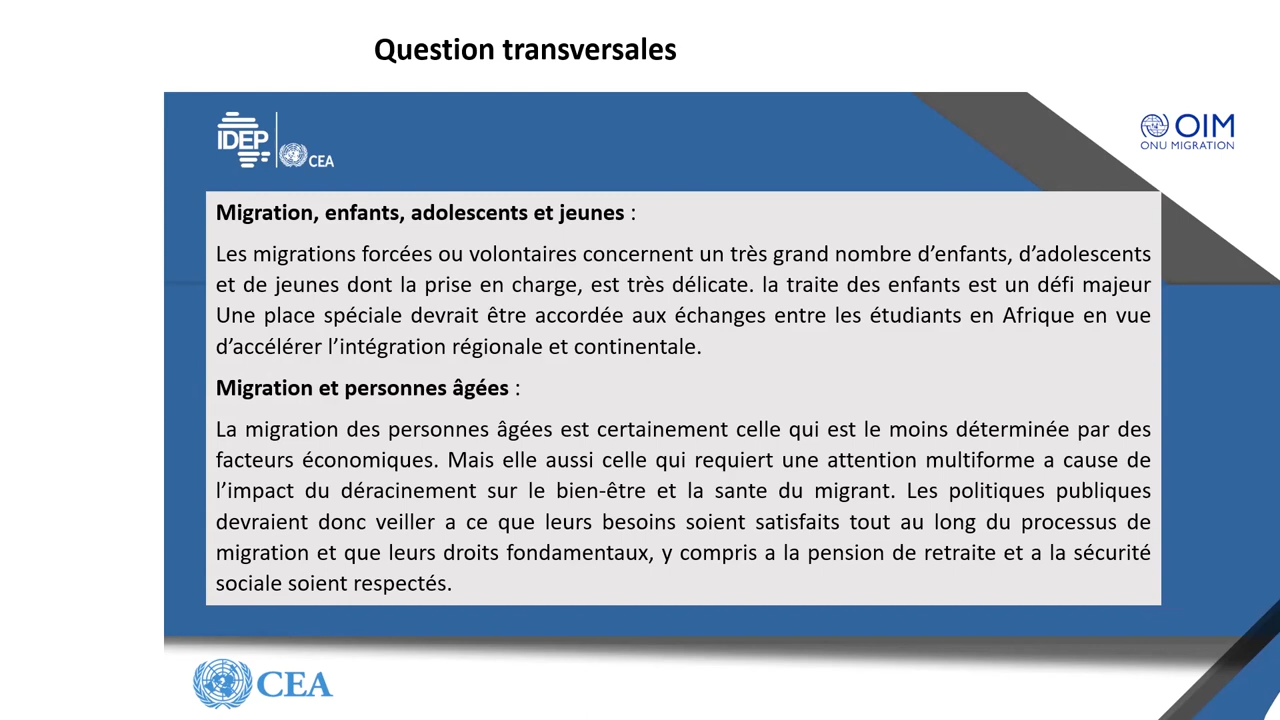 Question transversales
IDEP
CEA
OIM
ONU MIGRATION
Migration, enfants, adolescents et jeunes :
Les migrations forcées ou volontaires concernent un très grand nombre d’enfants, d’adolescents
et de jeunes dont la prise en charge, est très délicate. la traite des enfants est un défi majeur
Une place spéciale devrait être accordée aux échanges entre les étudiants en Afrique en vue
d’accélérer l’intégration régionale et continentale.
Migration et personnes âgées :
La migration des personnes âgées est certainement celle qui est le moins déterminée par des
facteurs économiques. Mais elle aussi celle qui requiert une attention multiforme a cause de
l’impact du déracinement sur le bien-être et la sante du migrant. Les politiques publiques
devraient donc veiller a ce que leurs besoins soient satisfaits tout au long du processus de
migration et que leurs droits fondamentaux, y compris a la pension de retraite et a la sécurité
sociale soient respectés.
CEA